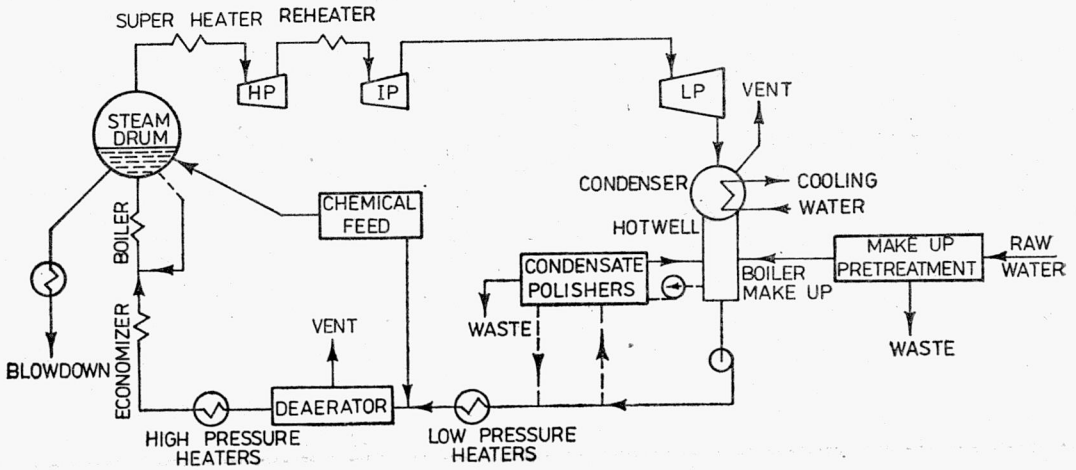 SUPER HEATER
REHEATER
HP
IP
LP
VENT
STEAM
DRUM
CONDENSER
COOLING
WATER
HOTWELL
CHEMICAL
FEED
BOILER
MAKE UP
PRETREATMENT
RAW
WATER
CONDENSATE
POLISHERS
BOILER
MAKE UP
WASTE
WASTE
VENT
ECONOMIZER
BLOWDOWN
DEAERATOR
HIGH PRESSURE
HEATERS
LOW PRESSURE
HEATERS